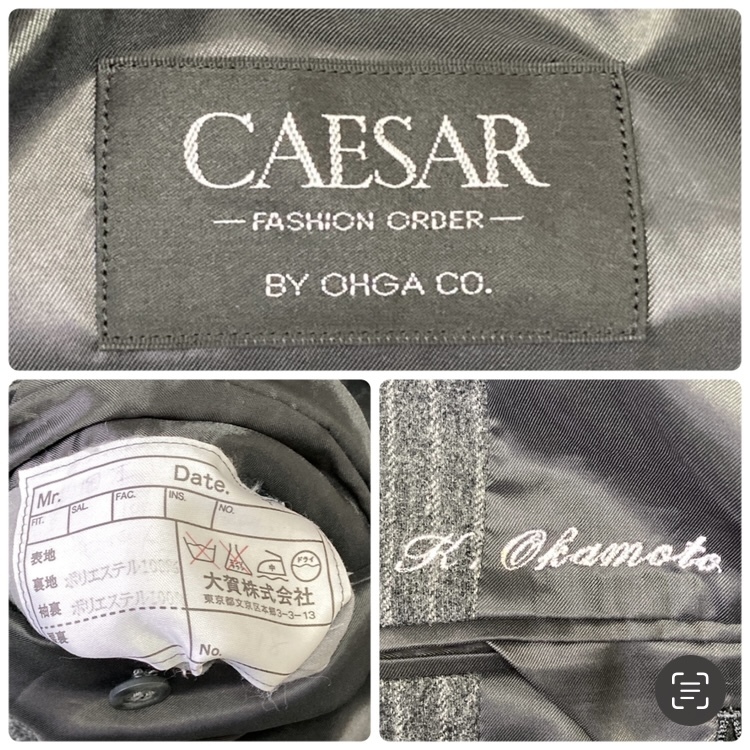 CAESAR
— FASHION ORDER —
BY OHGA CO.
Mr.
Date.
FIT.
SAL.
FAC.
INS.
NO.
表地
裏地 ポリエステル100%
袖裏 ポリエステル100%
裏
中
ドライ
大賀株式会社
東京都文京区本郷3-3-13
No.
K. Okamoto